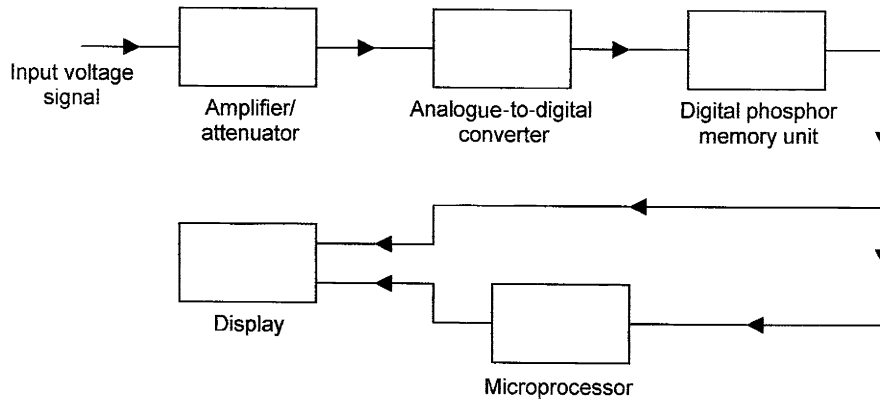 Input voltage
signal
Amplifier/
attenuator
Analogue-to-digital
converter
Digital phosphor
memory unit
Display
Microprocessor